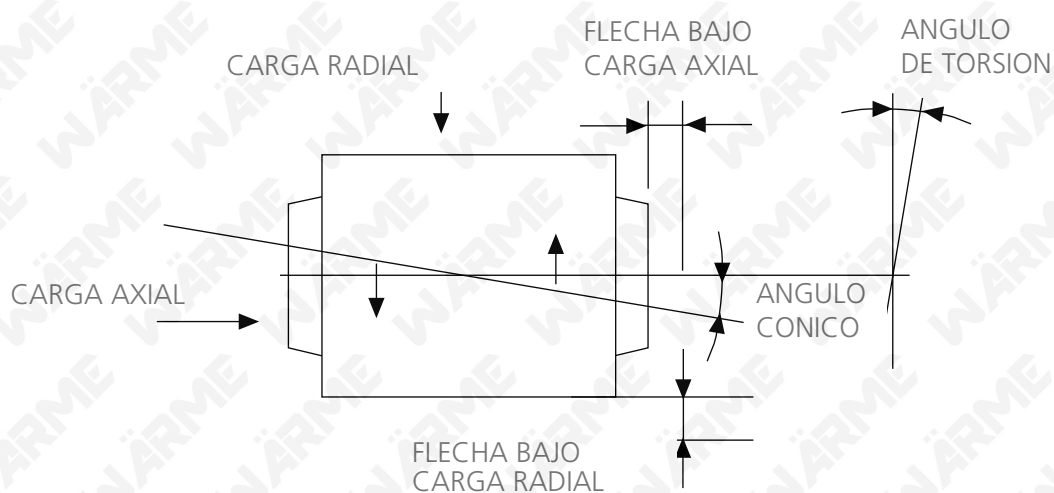 FLECHA BAJO
CARGA AXIAL
ANGULO
DE TORSION
CARGA RADIAL
CARGA AXIAL
ANGULO
CONICO
FLECHA BAJO
CARGA RADIAL
WÄRME